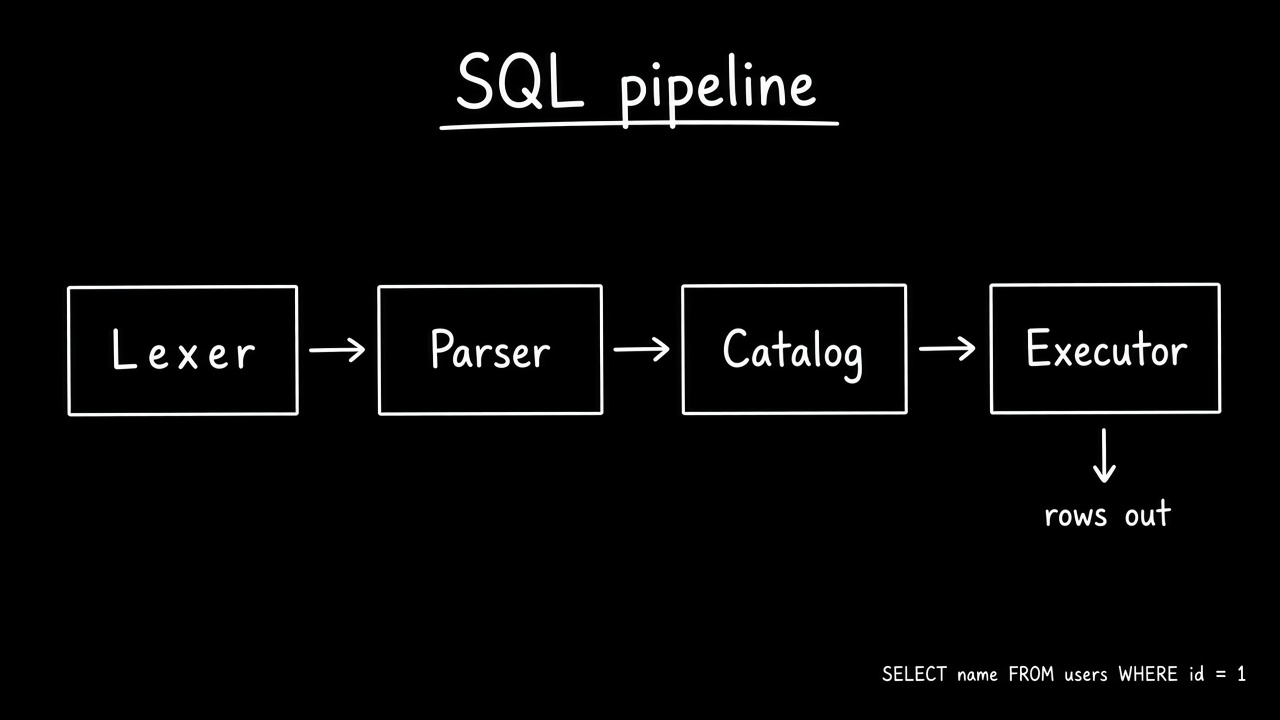 SQL pipeline
Lexer
Parser
Catalog
Executor
rows out
SELECT name FROM users WHERE id = 1